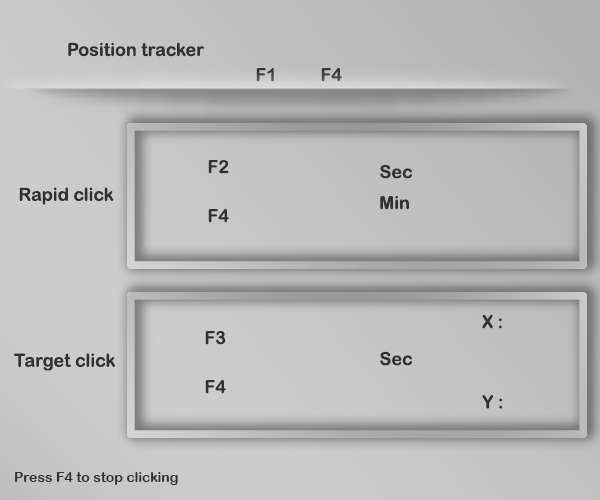 Position tracker
F1 F4
Rapid click
F2
F4
Sec
Min
Target click
F3
F4
Sec
X :
Y :
Press F4 to stop clicking